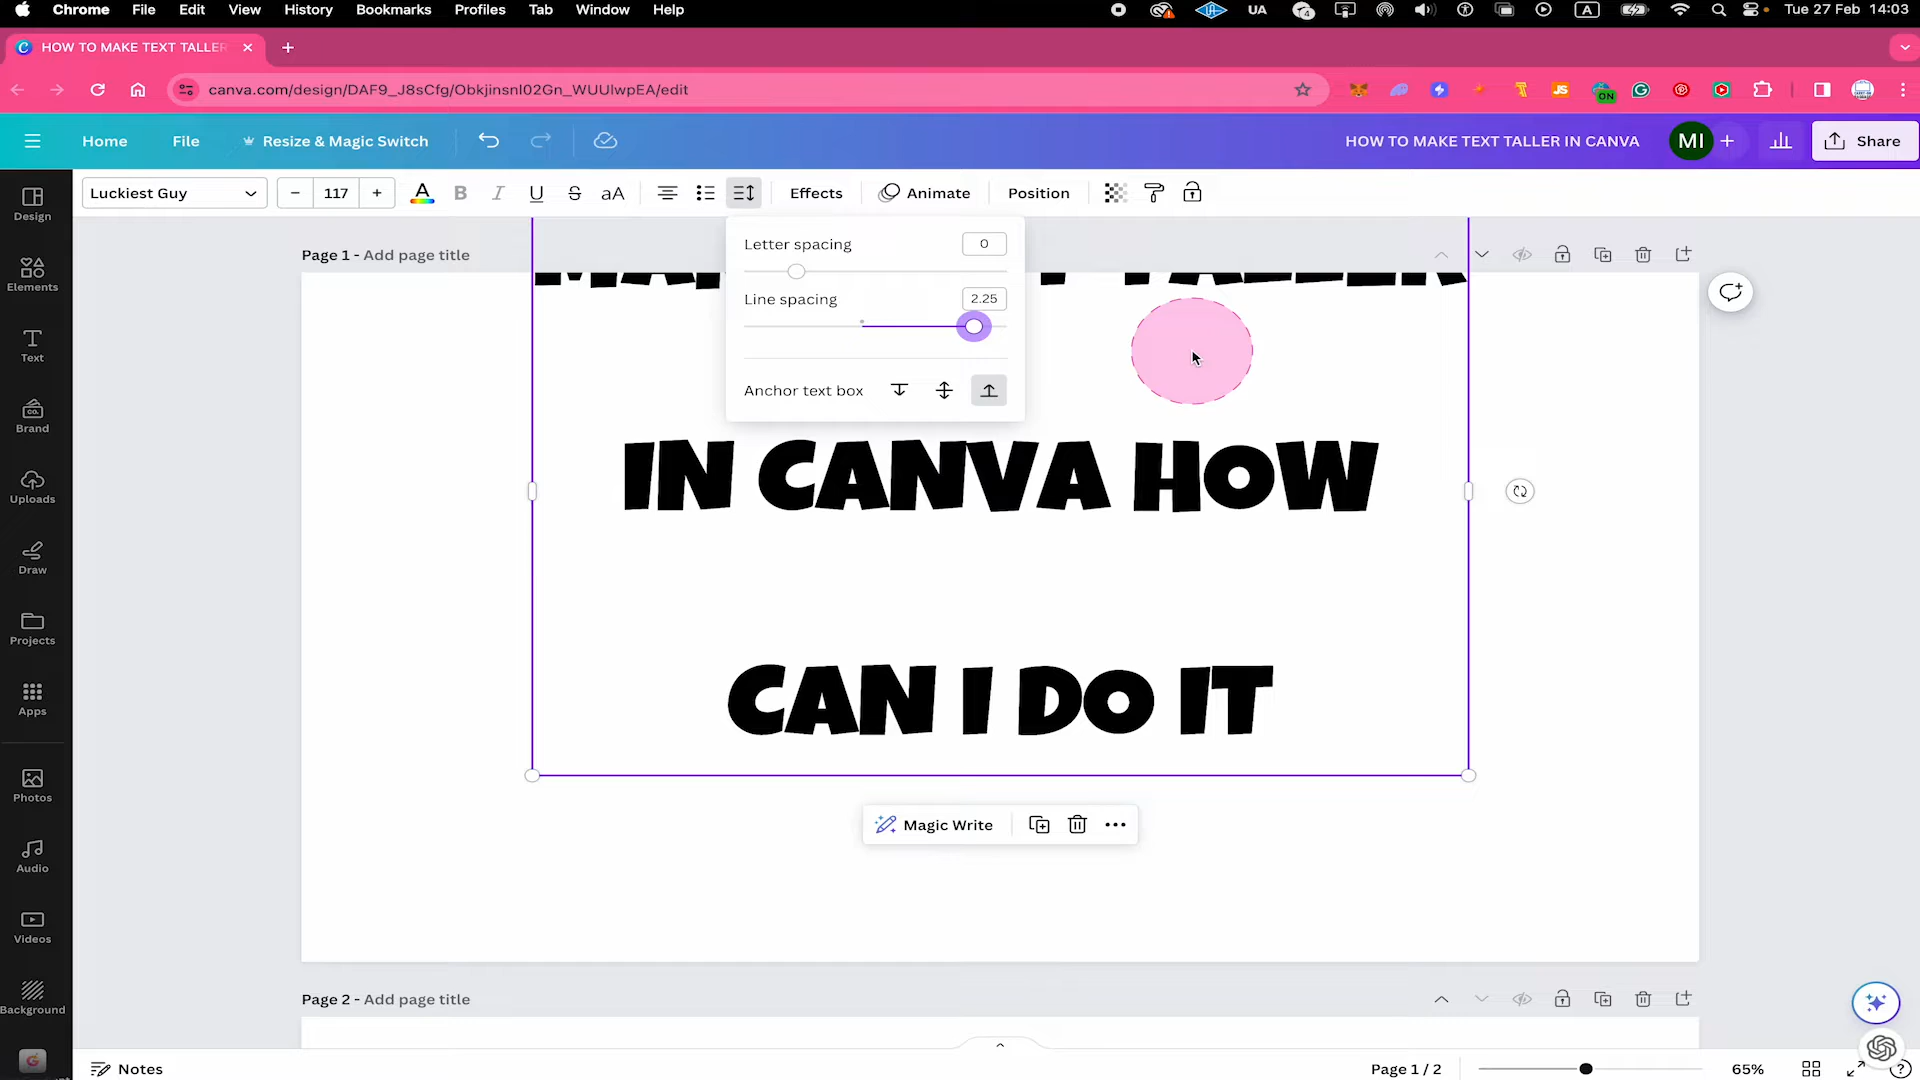 Chrome File Edit View History Bookmarks Profiles Tab Window Help UA 4 A Tue 27 Feb 14:03
HOW TO MAKE TEXT TALLER
canva.com/design/DAF9_J8sCfg/ObkjinsnI02Gn_WUUlwpEA/edit JS ON
Home File Resize & Magic Switch HOW TO MAKE TEXT TALLER IN CANVA MI Share
Luckiest Guy - 117 + A B I U S aA Effects Animate Position
Design
Elements
Text
Brand
Uploads
Draw
Projects
Apps
Photos
Audio
Videos
Background
Page 1 - Add page title
Letter spacing 0
Line spacing 2.25
Anchor text box
IN CANVA HOW
CAN I DO IT
Magic Write
Page 2 - Add page title
Notes Page 1 / 2 65%